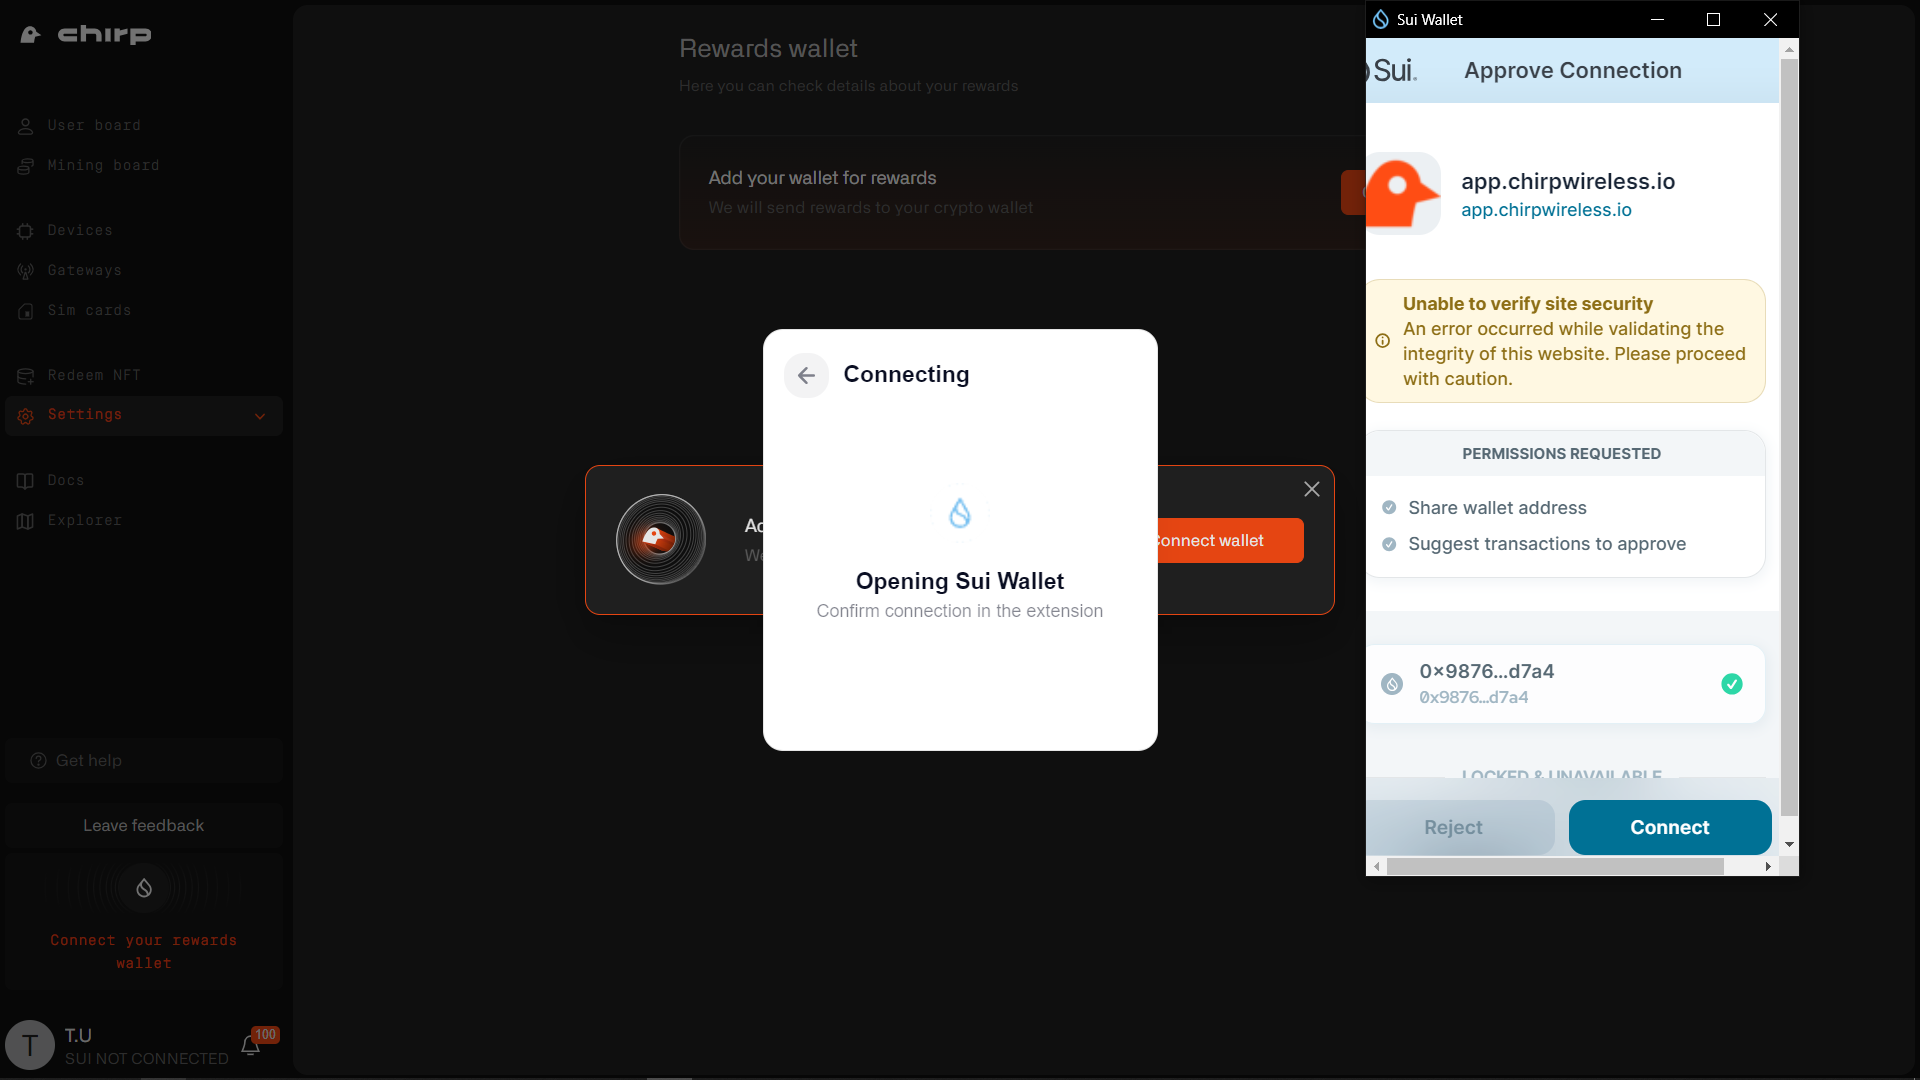 chirp
User board
Mining board
Devices
Gateways
Sim cards
Redeem NFT
Settings
Docs
Explorer
Get help
Leave feedback
Connect your rewards
wallet
T
T.U
SUI NOT CONNECTED
100
Rewards wallet
Here you can check details about your rewards
Add your wallet for rewards
We will send rewards to your crypto wallet
Connect wallet
Connecting
Opening Sui Wallet
Confirm connection in the extension
Sui Wallet
Sui.
Approve Connection
app.chirpwireless.io
app.chirpwireless.io
Unable to verify site security
An error occurred while validating the
integrity of this website. Please proceed
with caution.
PERMISSIONS REQUESTED
Share wallet address
Suggest transactions to approve
0×9876...d7a4
0x9876...d7a4
LOCKED & UNAVAILABLE
Reject
Connect